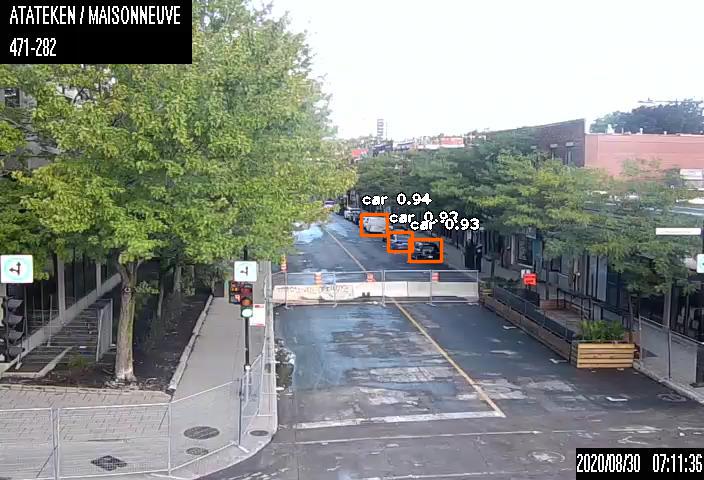 ATATEKEN / MAISONNEUVE
471-282
car 0.94
car 0.93
car 0.93
2020/08/30 07:11:36